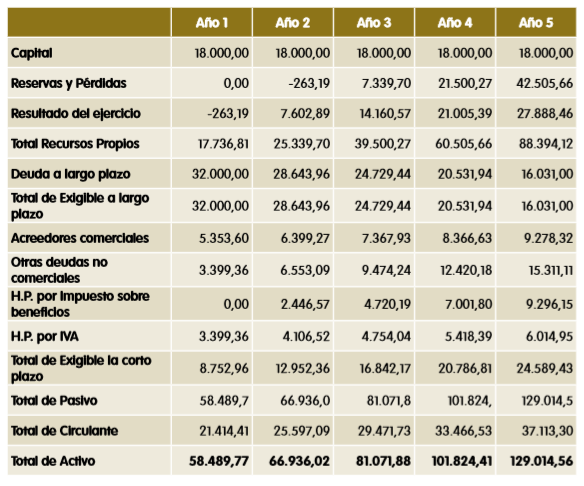 Año 1 Año 2 Año 3 Año 4 Año 5
Capital 18.000,00 18.000,00 18.000,00 18.000,00 18.000,00
Reservas y Pérdidas 0,00 -263,19 7.339,70 21.500,27 42.505,66
Resultado del ejercicio -263,19 7.602,89 14.160,57 21.005,39 27.888,46
Total Recursos Propios 17.736,81 25.339,70 39.500,27 60.505,66 88.394,12
Deuda a largo plazo 32.000,00 28.643,96 24.729,44 20.531,94 16.031,00
Total de Exigible a largo
plazo 32.000,00 28.643,96 24.729,44 20.531,94 16.031,00
Acreedores comerciales 5.353,60 6.399,27 7.367,93 8.366,63 9.278,32
Otras deudas no
comerciales 3.399,36 6.553,09 9.474,24 12.420,18 15.311,11
H.P. por Impuesto sobre
beneficios 0,00 2.446,57 4.720,19 7.001,80 9.296,15
H.P. por IVA 3.399,36 4.106,52 4.754,04 5.418,39 6.014,95
Total de Exigible la corto
plazo 8.752,96 12.952,36 16.842,17 20.786,81 24.589,43
Total de Pasivo 58.489,7 66.936,0 81.071,8 101.824, 129.014,5
Total de Circulante 21.414,41 25.597,09 29.471,73 33.466,53 37.113,30
Total de Activo 58.489,77 66.936,02 81.071,88 101.824,41 129.014,56